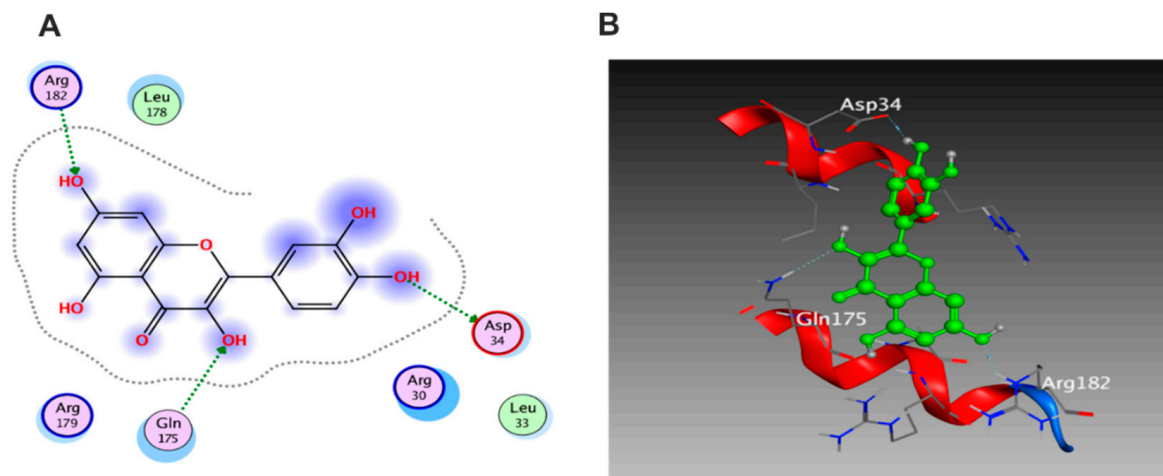 A
Arg
182
Leu
178
HO
O
OH
OH
HO
O
OH
Asp
34
Arg
30
Arg
179
Gln
175
Leu
33
B
Asp34
Gln175
Arg182